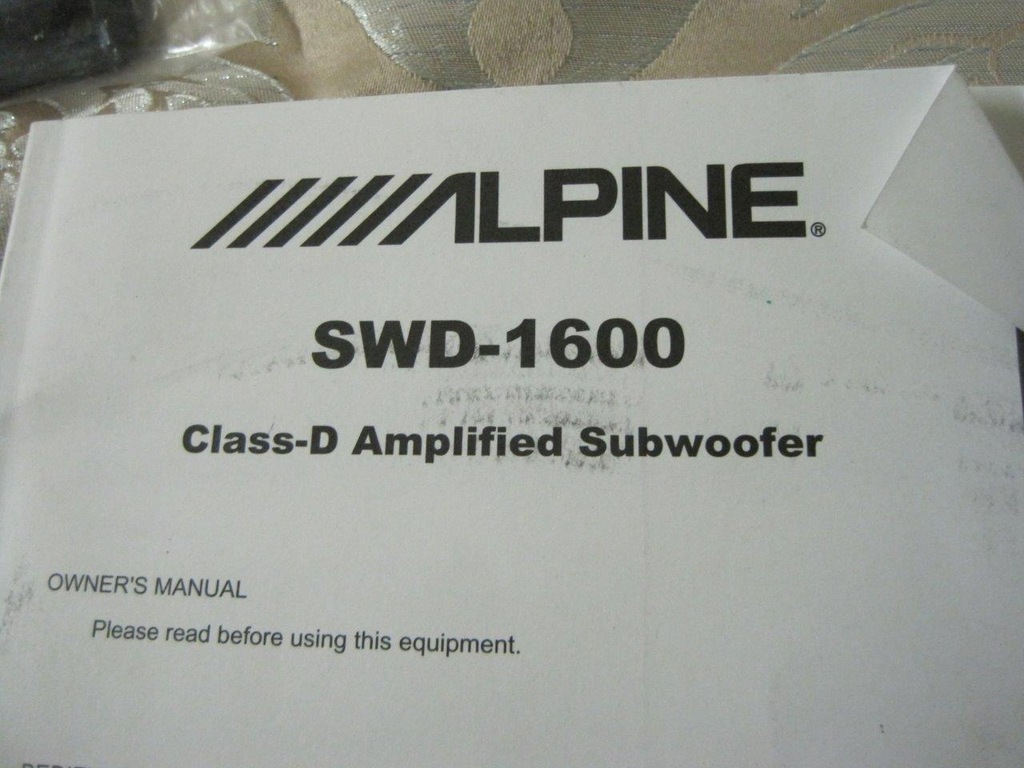 ALPINE®
SWD-1600
Class-D Amplified Subwoofer
OWNER'S MANUAL
Please read before using this equipment.